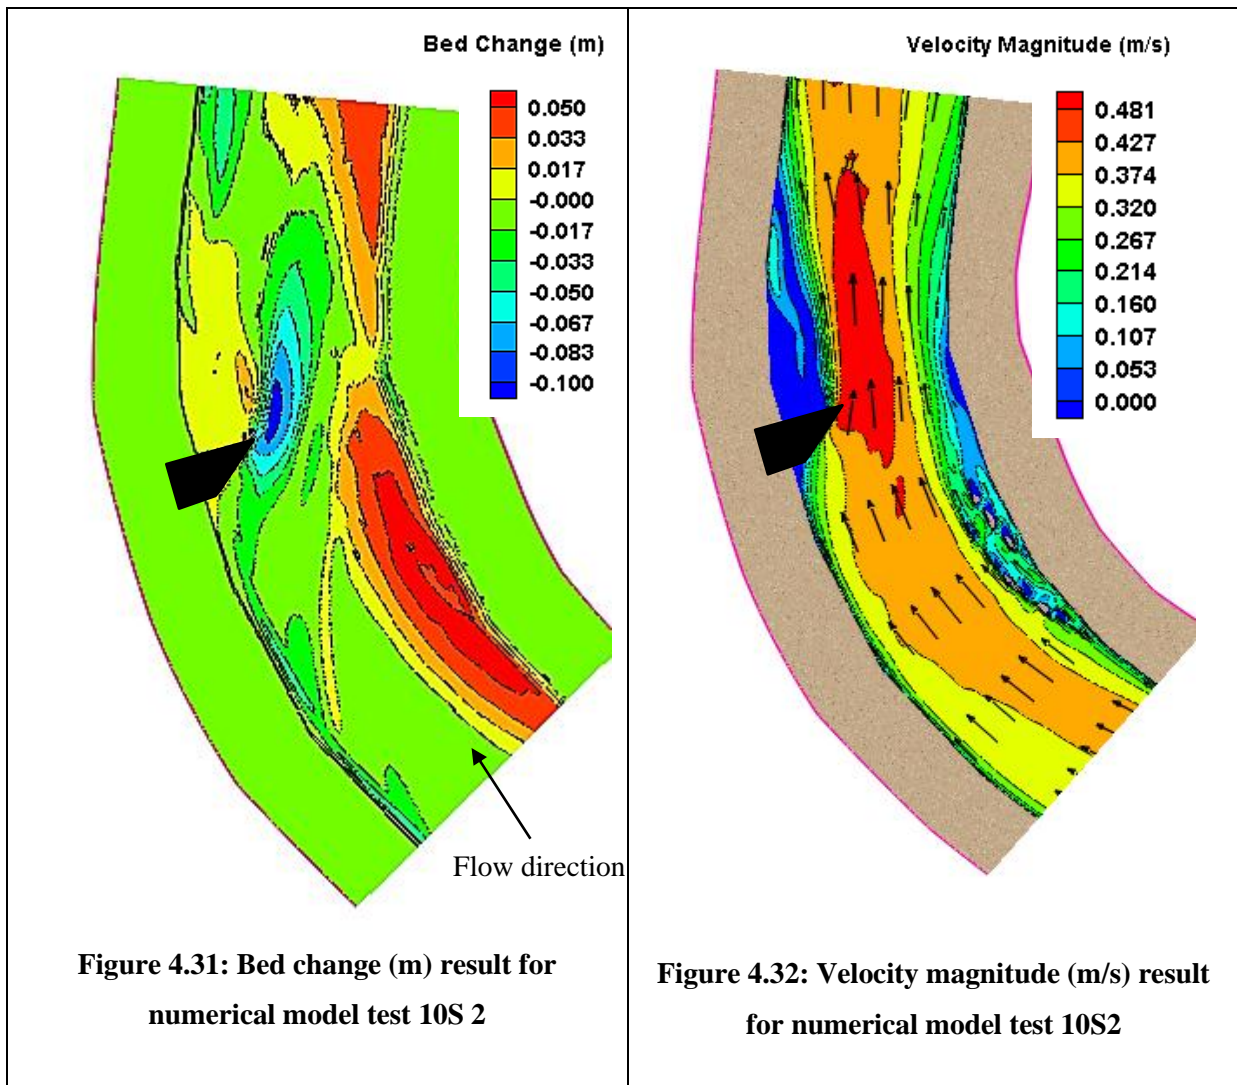 Bed Change (m)
0.050
0.033
0.017
-0.000
-0.017
-0.033
-0.050
-0.067
-0.083
-0.100
Flow direction
Figure 4.31: Bed change (m) result for
numerical model test 10S 2
Velocity Magnitude (m/s)
0.481
0.427
0.374
0.320
0.267
0.214
0.160
0.107
0.053
0.000
Figure 4.32: Velocity magnitude (m/s) result
for numerical model test 10S2